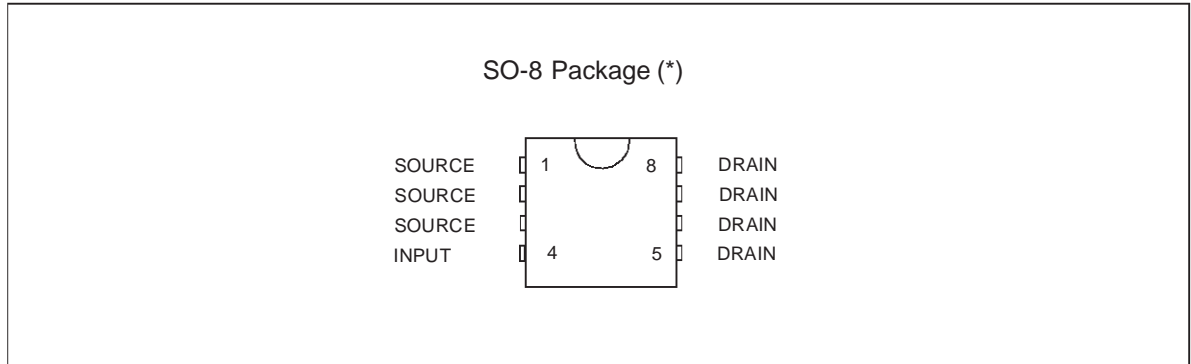 SO-8 Package (*)
SOURCE 1 8 DRAIN
SOURCE DRAIN
SOURCE DRAIN
INPUT 4 5 DRAIN